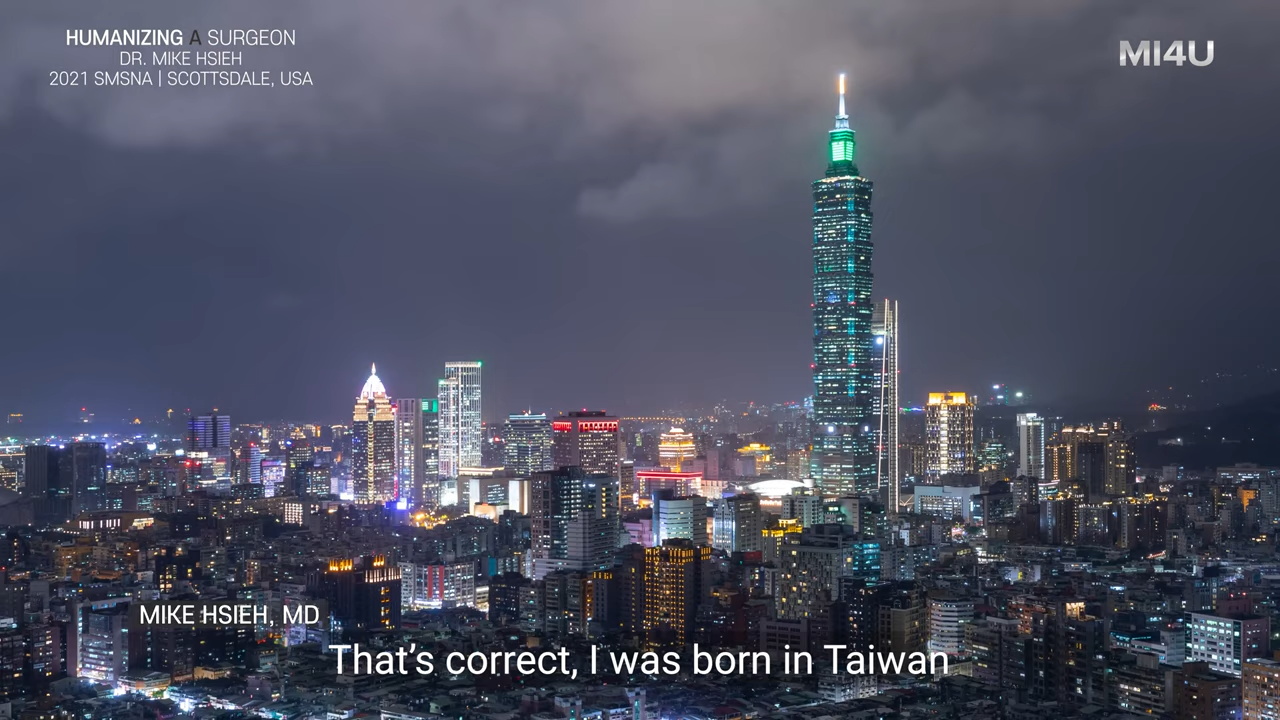 HUMANIZING A SURGEON
DR. MIKE HSIEH
2021 SMSNA | SCOTTSDALE, USA
MI4U
MIKE HSIEH, MD
That's correct, I was born in Taiwan